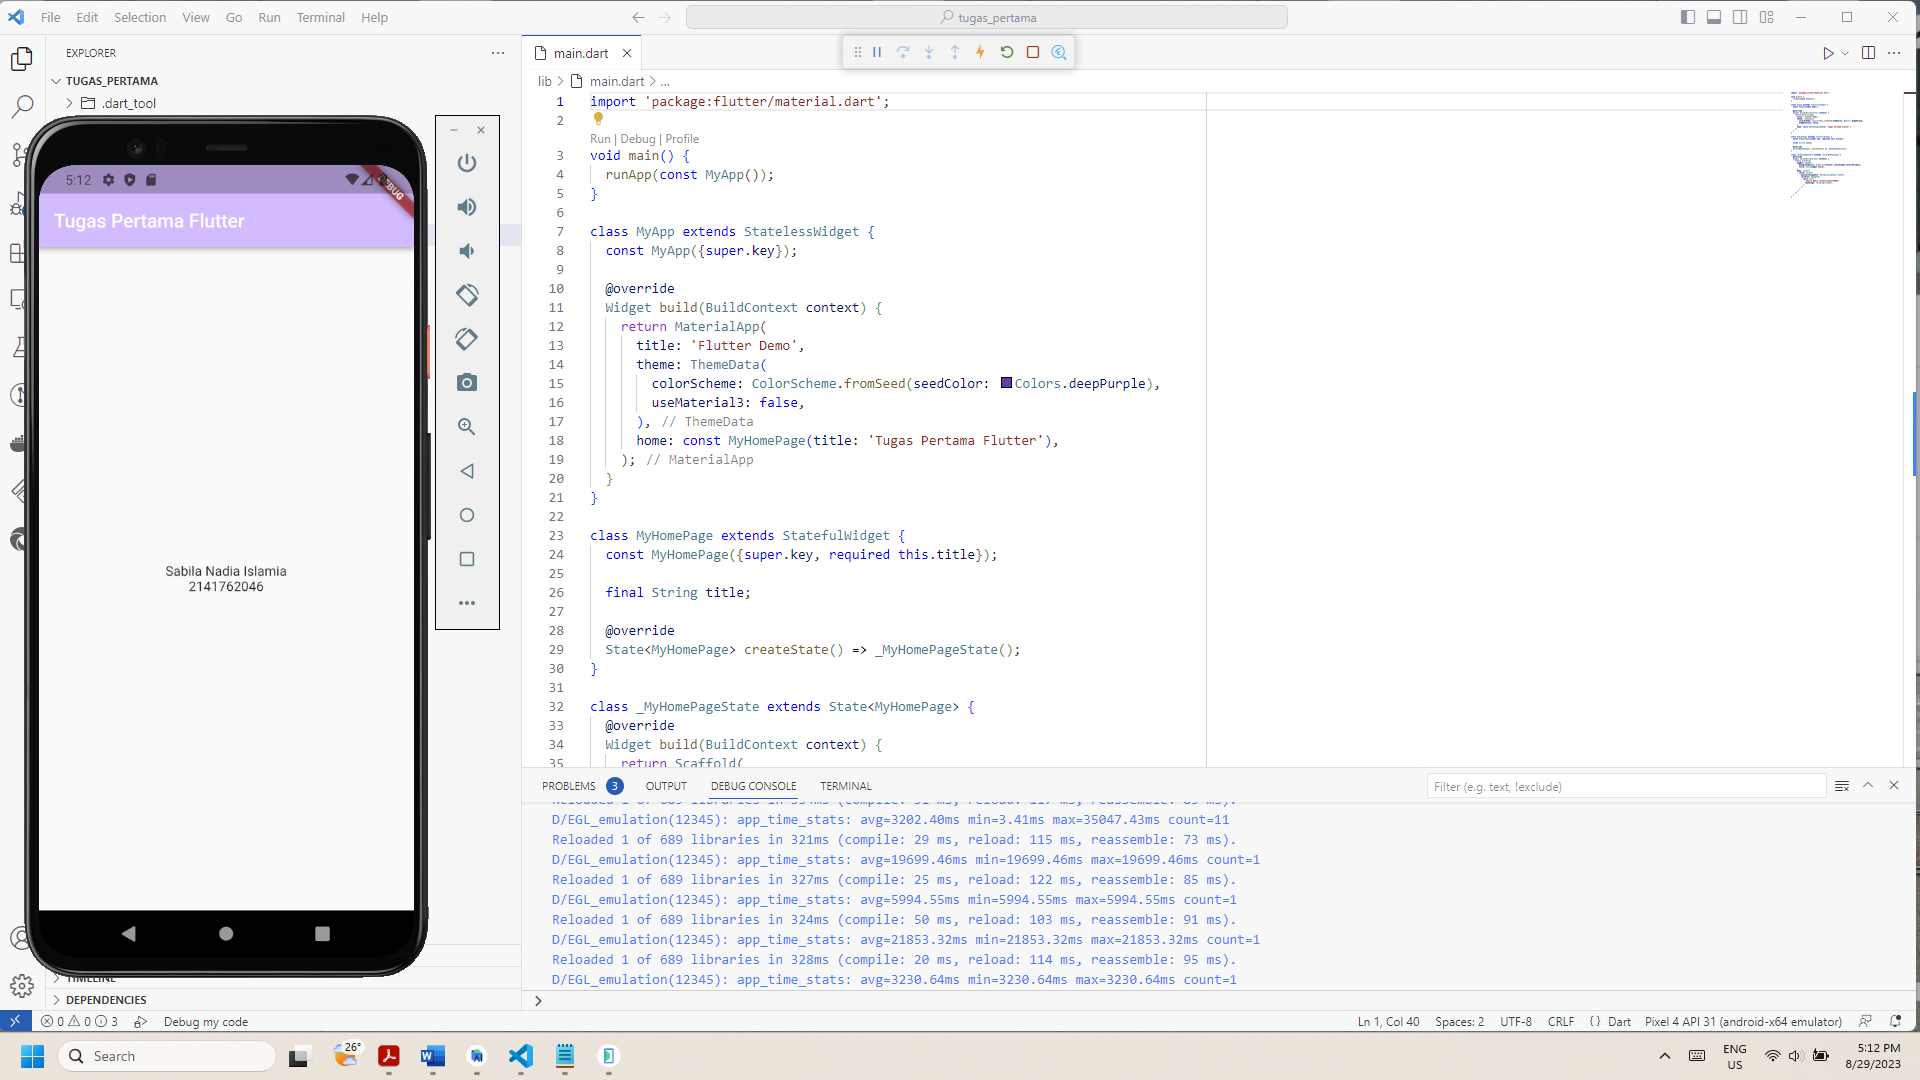 File Edit Selection View Go Run Terminal Help
tugas_pertama
EXPLORER
TUGAS_PERTAMA
.dart_tool
TIMELINE
DEPENDENCIES
5:12
DEBUG
Tugas Pertama Flutter
Sabila Nadia Islamia
2141762046
main.dart
lib > main.dart > ...
1 import 'package:flutter/material.dart';
2
Run | Debug | Profile
3 void main() {
4 runApp(const MyApp());
5 }
6
7 class MyApp extends StatelessWidget {
8 const MyApp({super.key});
9
10 @override
11 Widget build(BuildContext context) {
12 return MaterialApp(
13 title: 'Flutter Demo',
14 theme: ThemeData(
15 colorScheme: ColorScheme.fromSeed(seedColor: Colors.deepPurple),
16 useMaterial3: false,
17 ), // ThemeData
18 home: const MyHomePage(title: 'Tugas Pertama Flutter'),
19 ); // MaterialApp
20 }
21 }
22
23 class MyHomePage extends StatefulWidget {
24 const MyHomePage({super.key, required this.title});
25
26 final String title;
27
28 @override
29 State<MyHomePage> createState() => _MyHomePageState();
30 }
31
32 class _MyHomePageState extends State<MyHomePage> {
33 @override
34 Widget build(BuildContext context) {
35 return Scaffold(
PROBLEMS 3 OUTPUT DEBUG CONSOLE TERMINAL
Filter (e.g. text, !exclude)
D/EGL_emulation(12345): app_time_stats: avg=3202.40ms min=3.41ms max=35047.43ms count=11
Reloaded 1 of 689 libraries in 321ms (compile: 29 ms, reload: 115 ms, reassemble: 73 ms).
D/EGL_emulation(12345): app_time_stats: avg=19699.46ms min=19699.46ms max=19699.46ms count=1
Reloaded 1 of 689 libraries in 327ms (compile: 25 ms, reload: 122 ms, reassemble: 85 ms).
D/EGL_emulation(12345): app_time_stats: avg=5994.55ms min=5994.55ms max=5994.55ms count=1
Reloaded 1 of 689 libraries in 324ms (compile: 50 ms, reload: 103 ms, reassemble: 91 ms).
D/EGL_emulation(12345): app_time_stats: avg=21853.32ms min=21853.32ms max=21853.32ms count=1
Reloaded 1 of 689 libraries in 328ms (compile: 20 ms, reload: 114 ms, reassemble: 95 ms).
D/EGL_emulation(12345): app_time_stats: avg=3230.64ms min=3230.64ms max=3230.64ms count=1
0 0 3 Debug my code
Ln 1, Col 40 Spaces: 2 UTF-8 CRLF { } Dart Pixel 4 API 31 (android-x64 emulator)
Search
26°
ENG
US
5:12 PM
8/29/2023